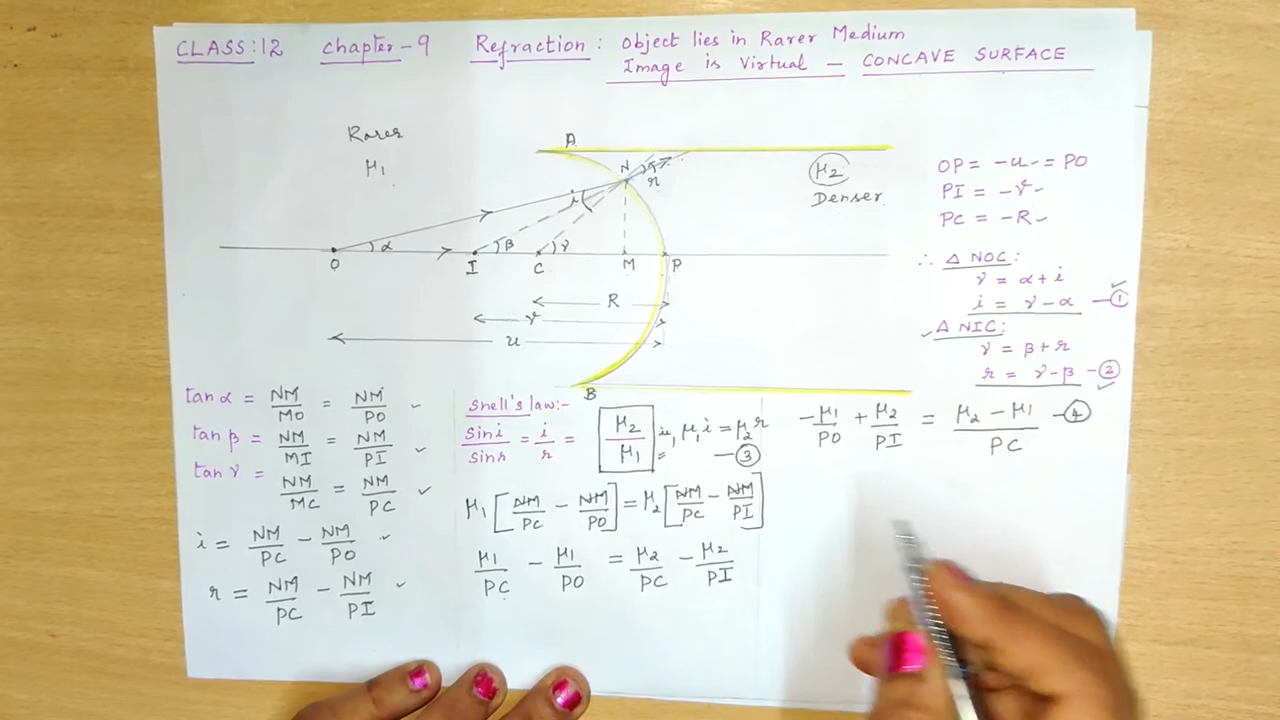 CLASS:12 chapter-9 Refraction: Object lies in Rarer Medium
Image is Virtual – CONCAVE SURFACE
Rarer
μ1
A
N
r
i
μ2
Denser
α
β
γ
O
I
C
M
P
R
v
u
B
OP = -u = PO
PI = -v
PC = -R
∴ Δ NOC:
γ = α + i
i = γ - α —①
Δ NIC:
γ = β + r
r = γ - β —②
tan α = NM/MO = NM/PO
tan β = NM/MI = NM/PI
tan γ = NM/MC = NM/PC
i = NM/PC - NM/PO
r = NM/PC - NM/PI
Snell's law:-
sin i/sin r = i/r = μ2/μ1 ie, μ1 i = μ2 r —③
μ1 [NM/PC - NM/PO] = μ2 [NM/PC - NM/PI]
μ1/PC - μ1/PO = μ2/PC - μ2/PI
-μ1/PO + μ2/PI = μ2 - μ1/PC —④